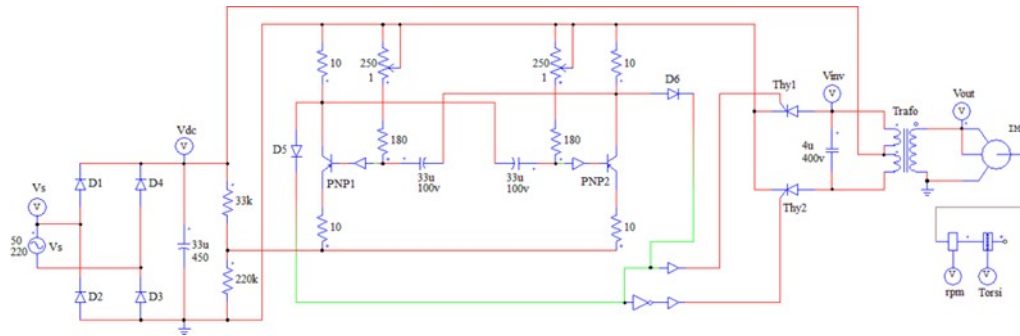 Vs
V
50
220
Vs
D1
D4
D2
D3
Vdc
V
33u
450
33k
220k
10
250
1
250
1
10
D6
180
180
D5
PNP1
33u
100v
33u
100v
PNP2
10
10
Thy1
Thy2
Vinv
V
4u
400v
Trafo
Vout
V
V
V
rpm
Torsi